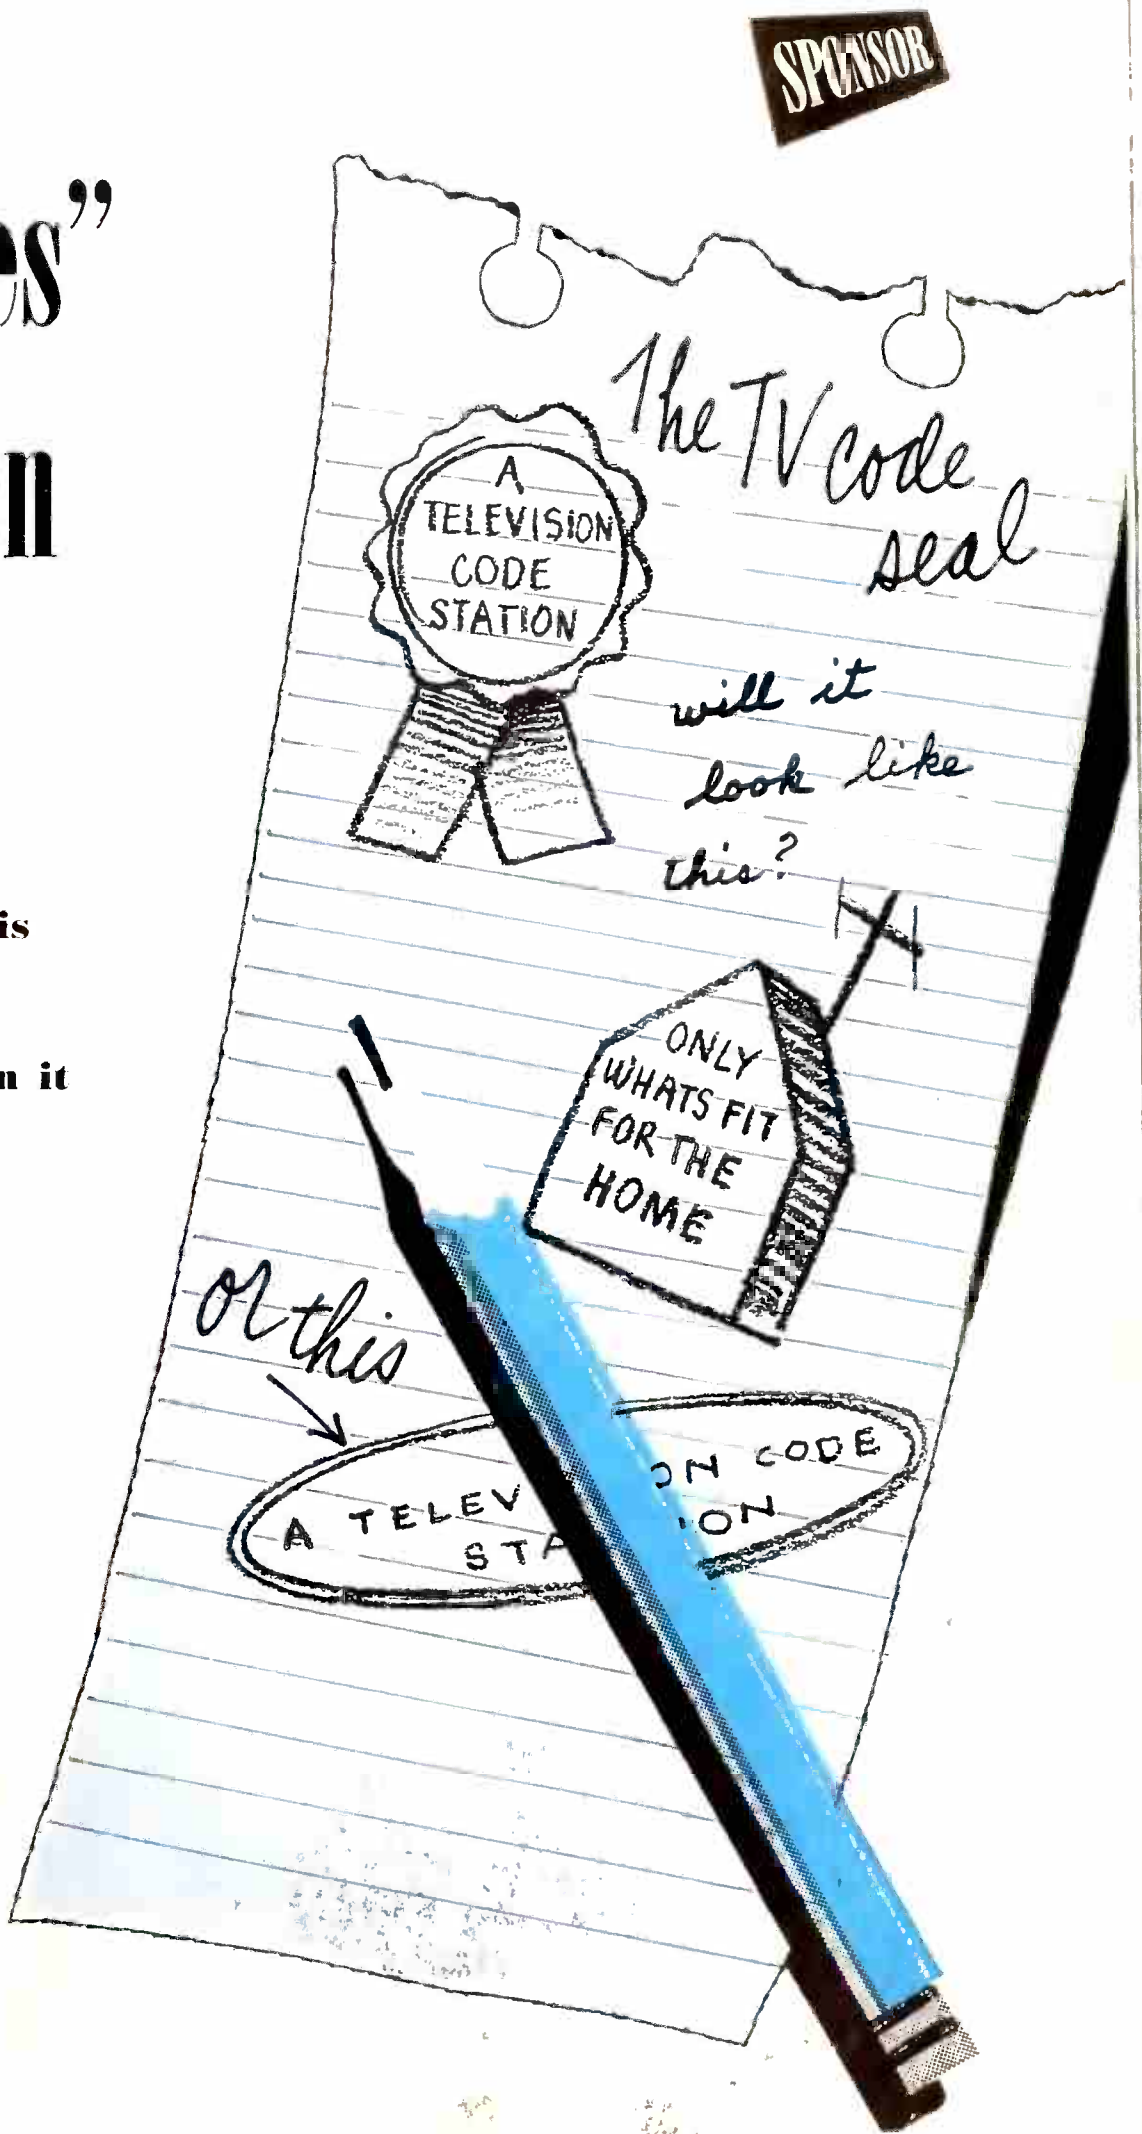 SPONSOR
es”
n
is
n it
The TV code
seal
A
TELEVISION
CODE
STATION
will it
look like
this?
ONLY
WHATS FIT
FOR THE
HOME
or this
A TELEV ON CODE
STA ION